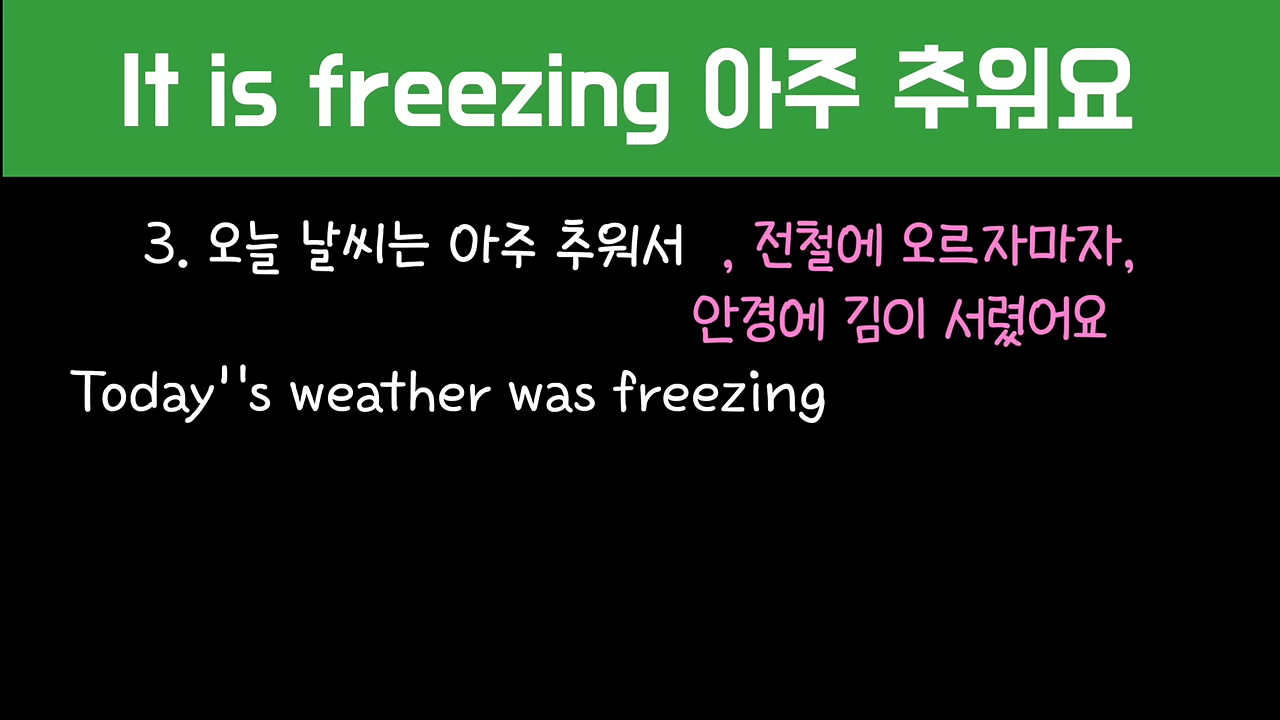 It is freezing 아주 추워요
3. 오늘 날씨는 아주 추워서 , 전철에 오르자마자,
안경에 김이 서렸어요
Today''s weather was freezing